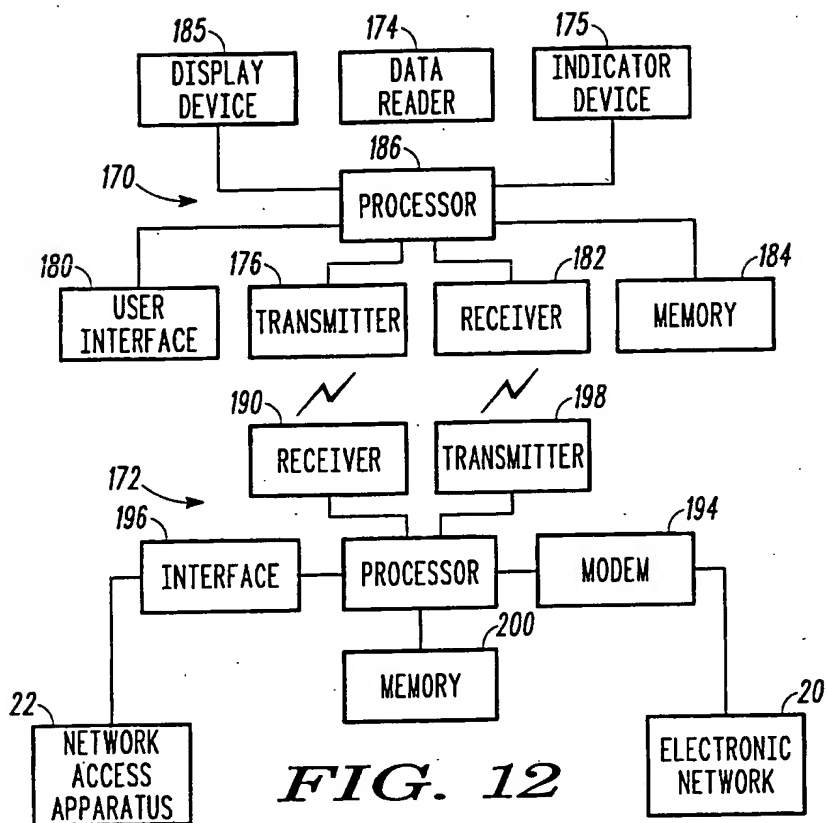 185
174
175
DISPLAY
DEVICE
DATA
READER
INDICATOR
DEVICE
186
170
PROCESSOR
180
176
182
184
USER
INTERFACE
TRANSMITTER
RECEIVER
MEMORY
190
198
RECEIVER
TRANSMITTER
172
196
194
INTERFACE
PROCESSOR
MODEM
200
MEMORY
22
20
NETWORK
ACCESS
APPARATUS
ELECTRONIC
NETWORK
FIG. 12